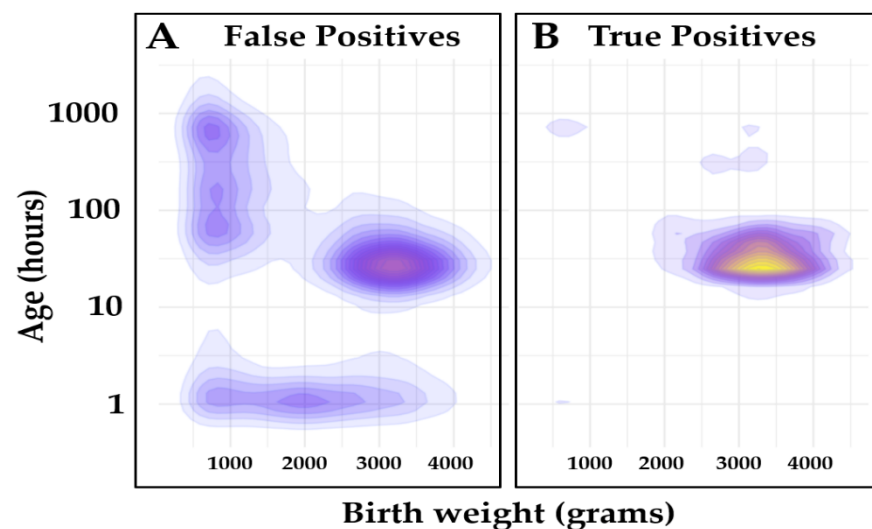 A False Positives
B True Positives
Age (hours)
1000
100
10
1
1000 2000 3000 4000
1000 2000 3000 4000
Birth weight (grams)